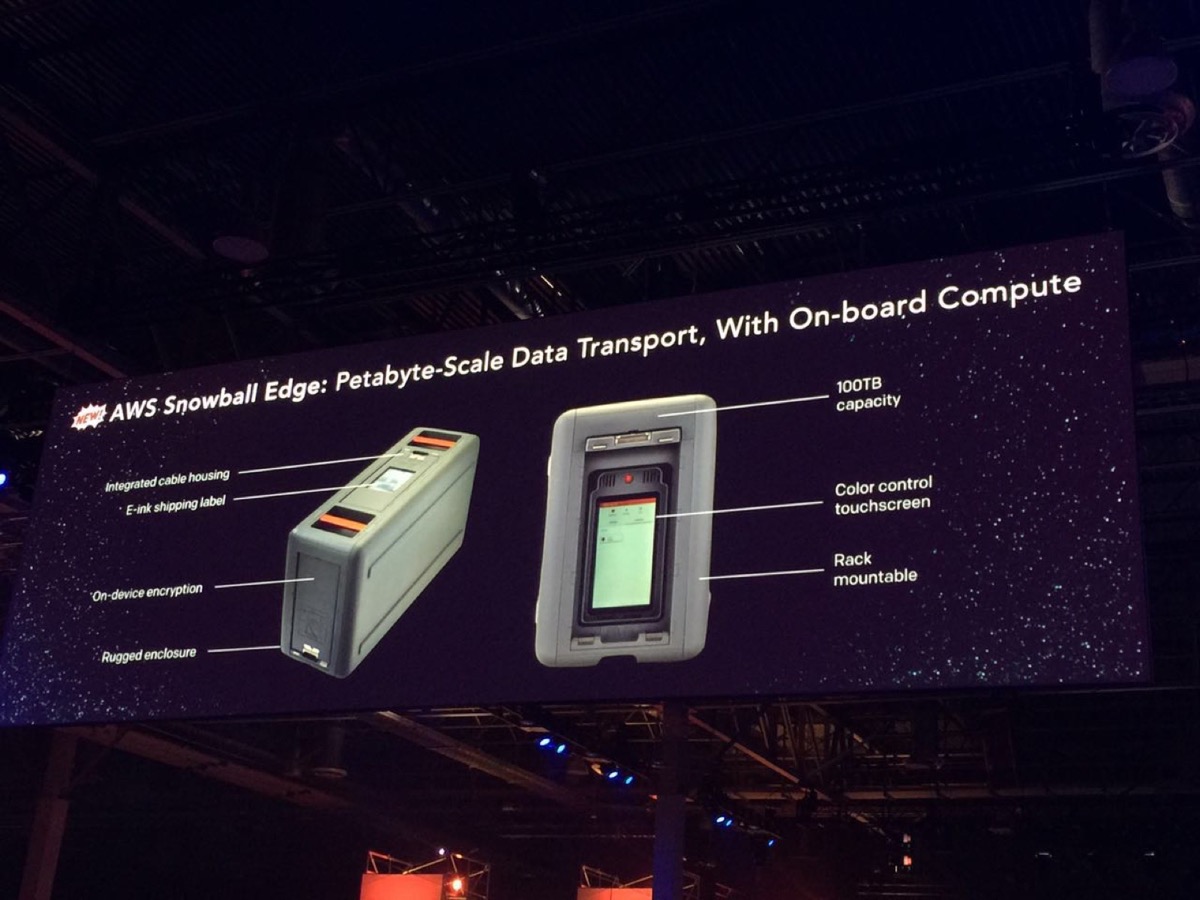 NEW! AWS Snowball Edge: Petabyte-Scale Data Transport, With On-board Compute
Integrated cable housing
E-ink shipping label
On-device encryption
Rugged enclosure
100TB
capacity
Color control
touchscreen
Rack
mountable